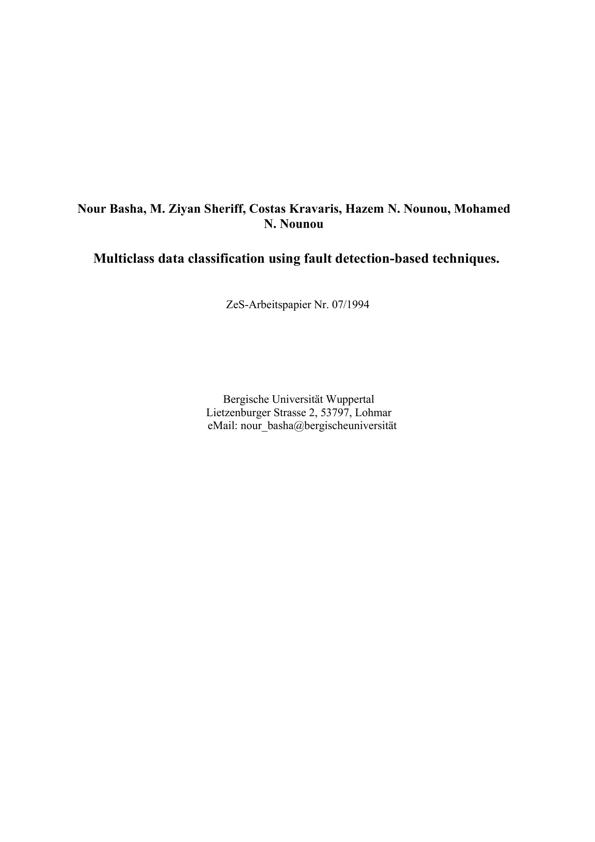 Nour Basha, M. Ziyan Sheriff, Costas Kravaris, Hazem N. Nounou, Mohamed
N. Nounou
Multiclass data classification using fault detection-based techniques.
ZeS-Arbeitspapier Nr. 07/1994
Bergische Universität Wuppertal
Lietzenburger Strasse 2, 53797, Lohmar
eMail: nour_basha@bergischeuniversität